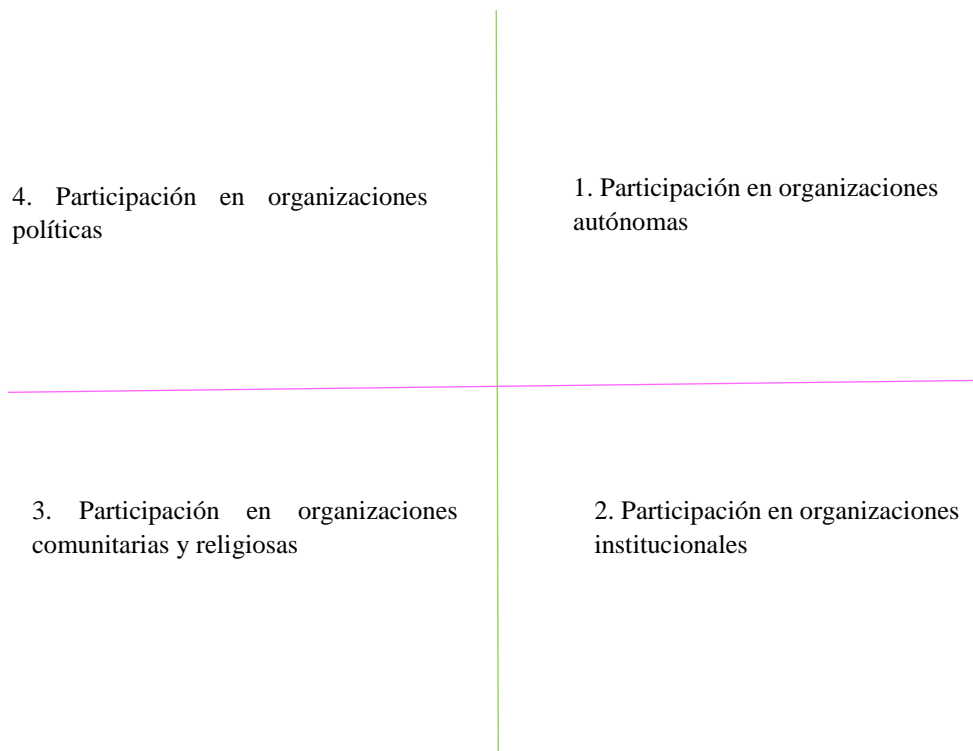 4. Participación en organizaciones
políticas
1. Participación en organizaciones
autónomas
3. Participación en organizaciones
comunitarias y religiosas
2. Participación en organizaciones
institucionales